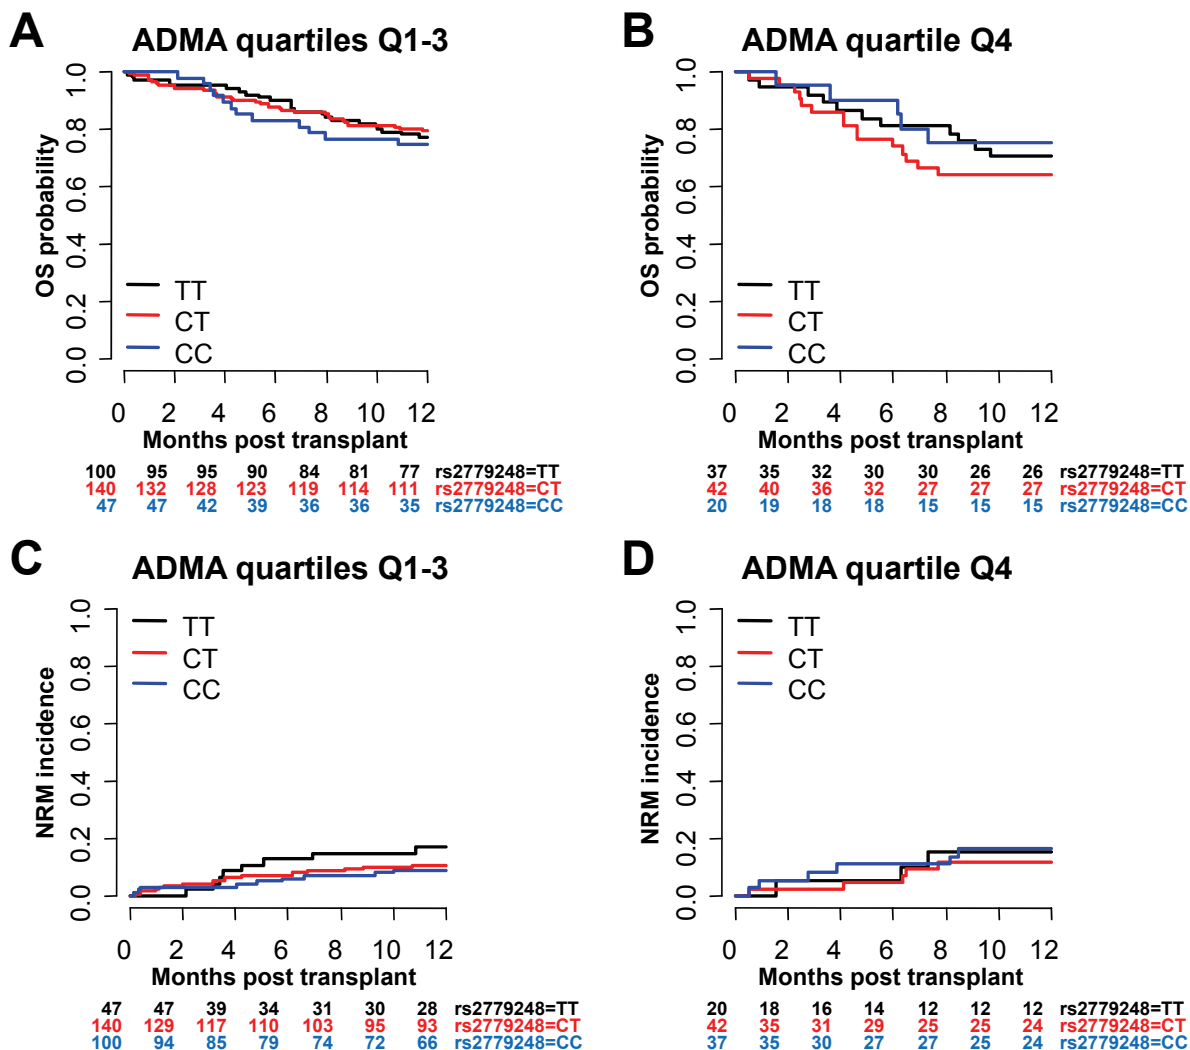 A
ADMA quartiles Q1-3
OS probability
1.0
0.8
0.6
0.4
0.2
0.0
TT
CT
CC
0 2 4 6 8 10 12
Months post transplant
100 95 95 90 84 81 77 rs2779248=TT
140 132 128 123 119 114 111 rs2779248=CT
47 47 42 39 36 36 35 rs2779248=CC
B
ADMA quartile Q4
OS probability
1.0
0.8
0.6
0.4
0.2
0.0
TT
CT
CC
0 2 4 6 8 10 12
Months post transplant
37 35 32 30 30 26 26 rs2779248=TT
42 40 36 32 27 27 27 rs2779248=CT
20 19 18 18 15 15 15 rs2779248=CC
C
ADMA quartiles Q1-3
NRM incidence
1.0
0.8
0.6
0.4
0.2
0.0
TT
CT
CC
0 2 4 6 8 10 12
Months post transplant
47 47 39 34 31 30 28 rs2779248=TT
140 129 117 110 103 95 93 rs2779248=CT
100 94 85 79 74 72 66 rs2779248=CC
D
ADMA quartile Q4
NRM incidence
1.0
0.8
0.6
0.4
0.2
0.0
TT
CT
CC
0 2 4 6 8 10 12
Months post transplant
20 18 16 14 12 12 12 rs2779248=TT
42 35 31 29 25 25 24 rs2779248=CT
37 35 30 27 27 25 24 rs2779248=CC